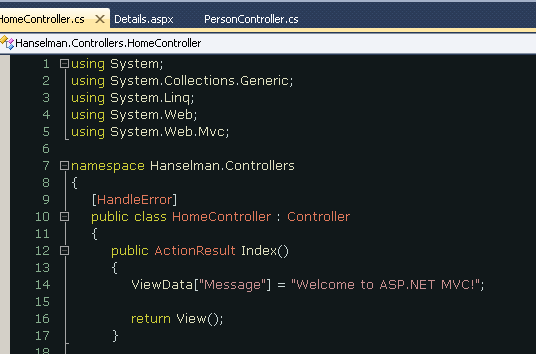 HomeController.cs Details.aspx PersonController.cs
Hanselman.Controllers.HomeController
1 using System;
2 using System.Collections.Generic;
3 using System.Linq;
4 using System.Web;
5 using System.Web.Mvc;
6
7 namespace Hanselman.Controllers
8 {
9 [HandleError]
10 public class HomeController : Controller
11 {
12 public ActionResult Index()
13 {
14 ViewData["Message"] = "Welcome to ASP.NET MVC!";
15
16 return View();
17 }
18